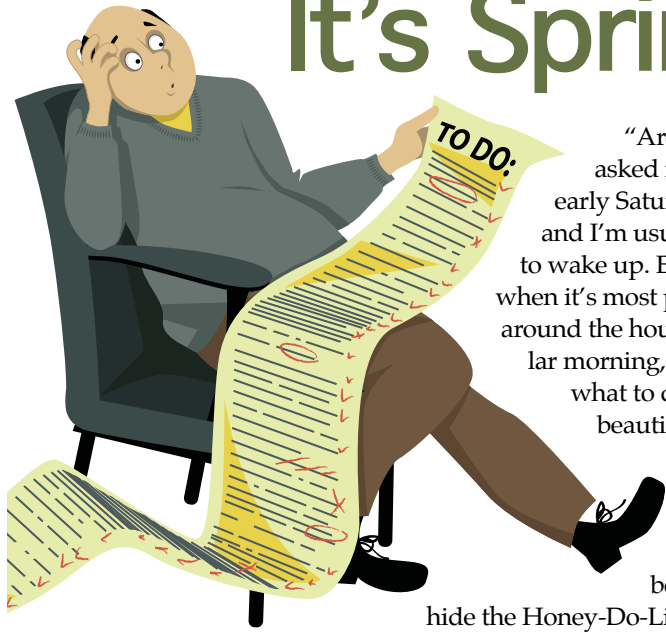 It's Spri
TO DO:
"Ar
asked
early Satu
and I'm usu
to wake up. B
when it's most p
around the hou
lar morning,
what to
beauti
be
hide the Honey-Do-Li